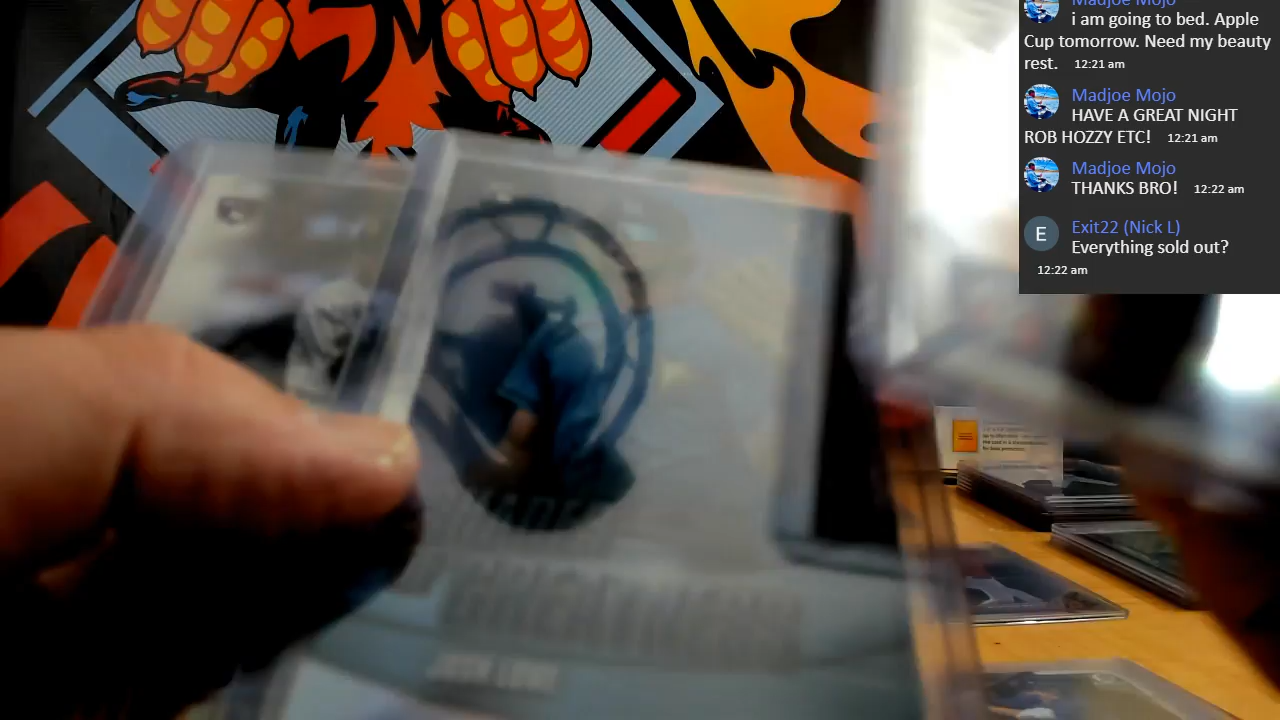 Madjoe Mojo
i am going to bed. Apple
Cup tomorrow. Need my beauty
rest. 12:21 am
Madjoe Mojo
HAVE A GREAT NIGHT
ROB HOZZY ETC! 12:21 am
Madjoe Mojo
THANKS BRO! 12:22 am
E Exit22 (Nick L)
Everything sold out?
12:22 am